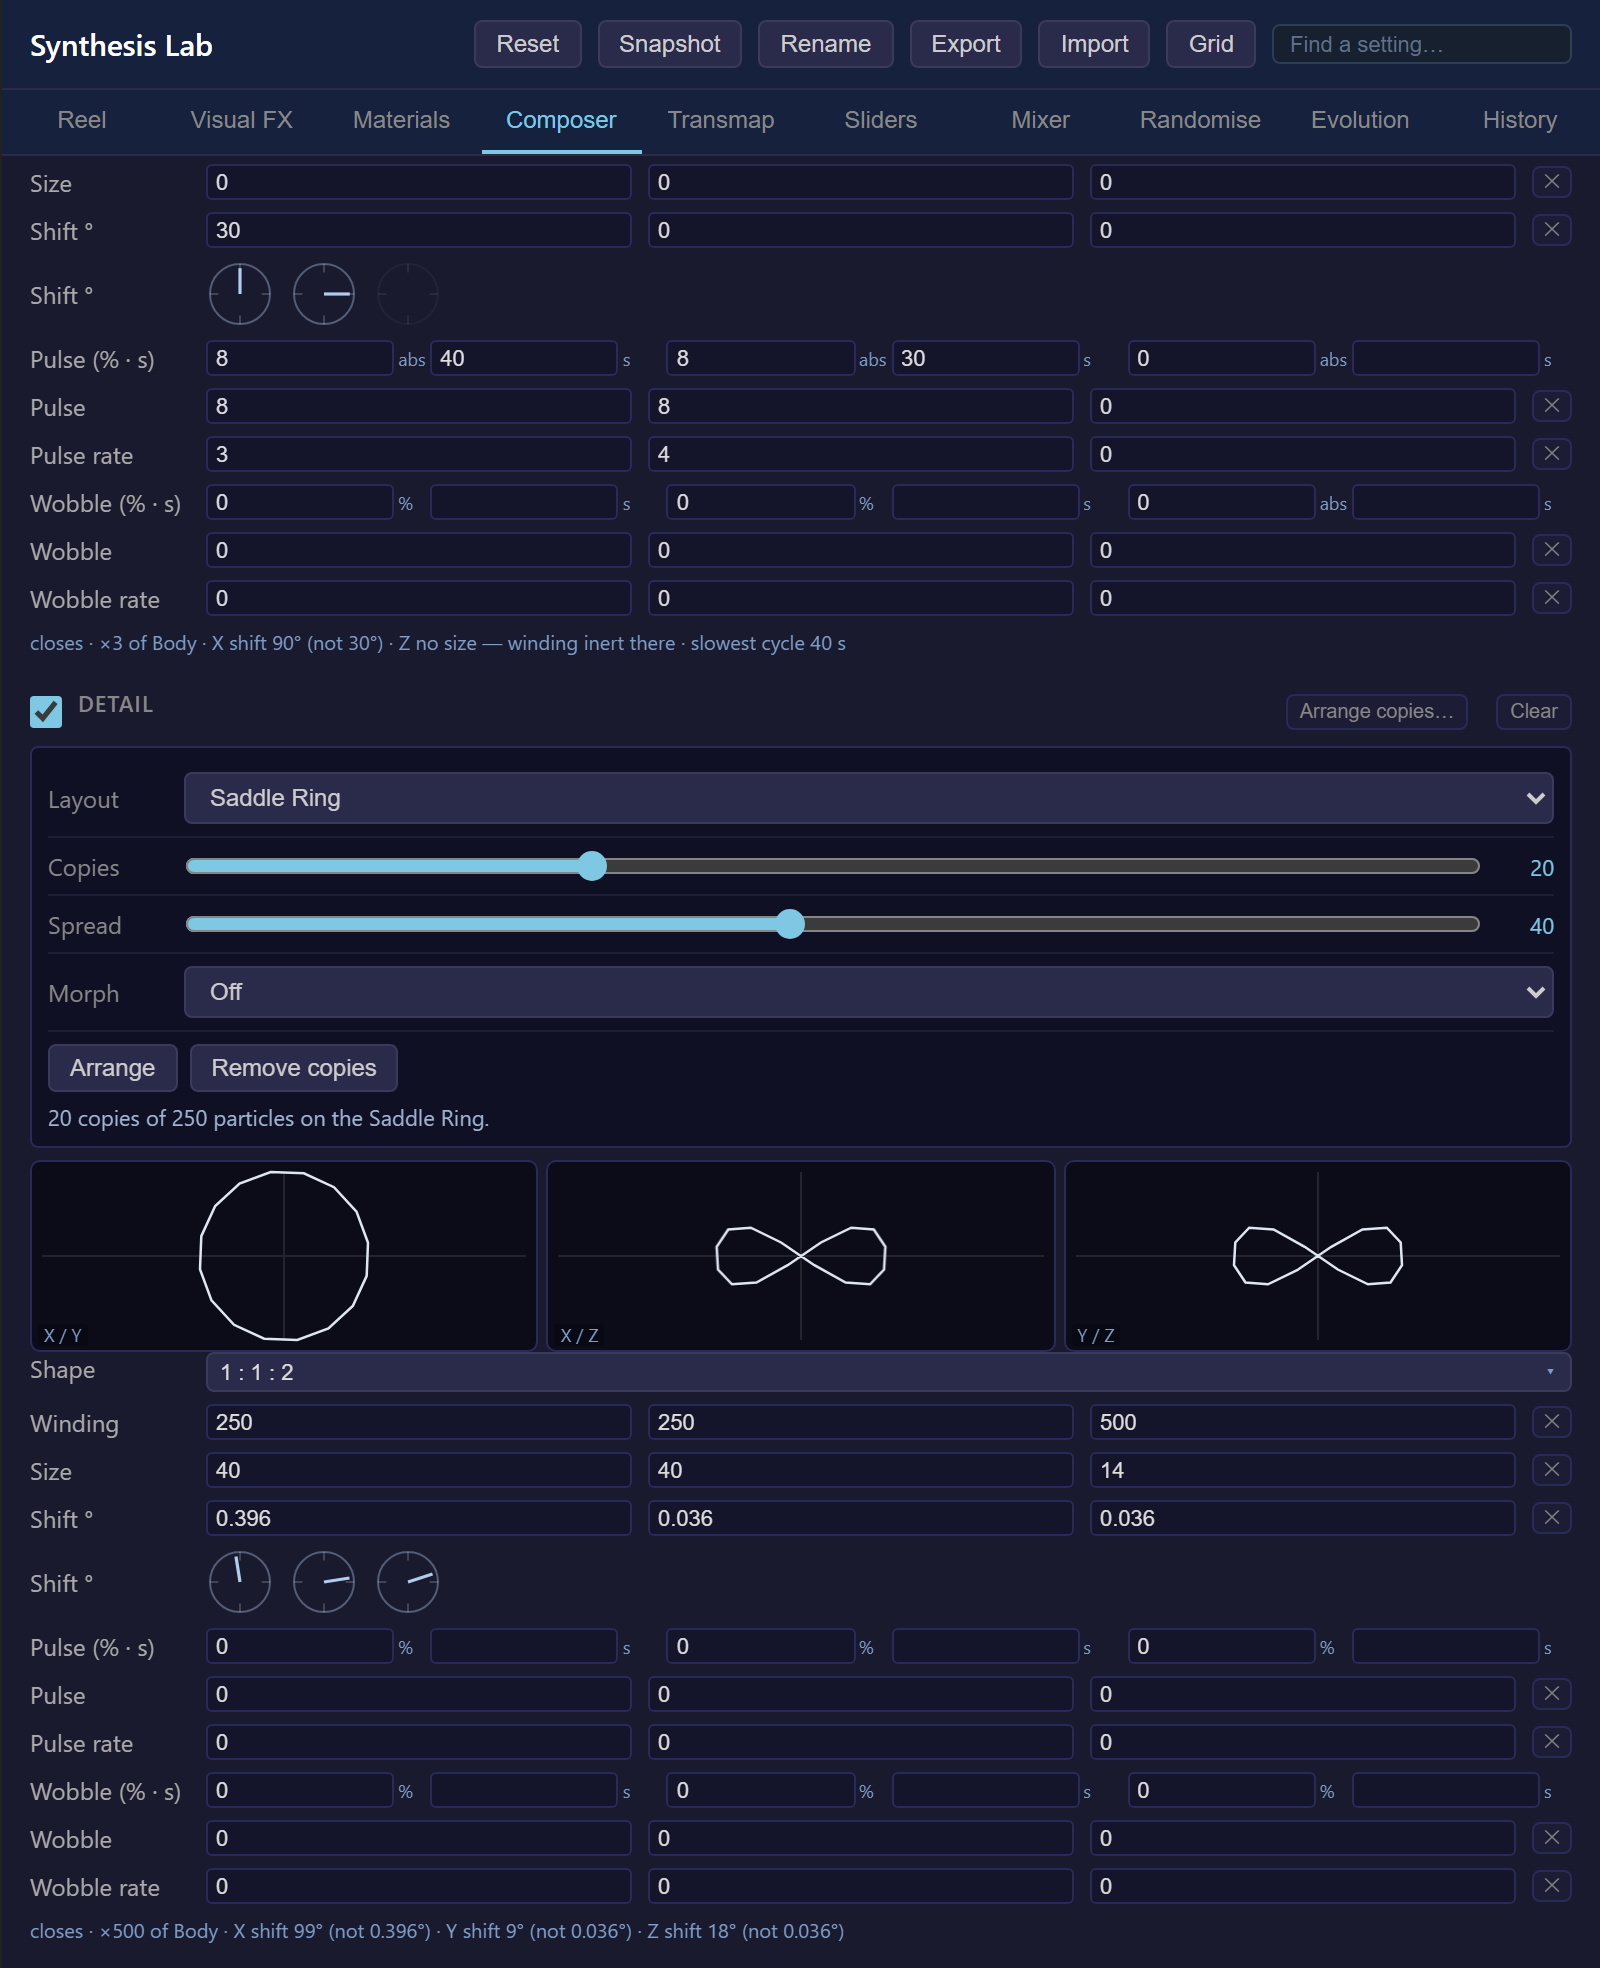 Synthesis Lab Reset Snapshot Rename Export Import Grid Find a setting…
Reel Visual FX Materials Composer Transmap Sliders Mixer Randomise Evolution History
Size 0 0 0 ×
Shift ° 30 0 0 ×
Shift °
Pulse (% · s) 8 abs 40 s 8 abs 30 s 0 abs s
Pulse 8 8 0 ×
Pulse rate 3 4 0 ×
Wobble (% · s) 0 % s 0 % s 0 abs s
Wobble 0 0 0 ×
Wobble rate 0 0 0 ×
closes · ×3 of Body · X shift 90° (not 30°) · Z no size — winding inert there · slowest cycle 40 s
DETAIL Arrange copies… Clear
Layout Saddle Ring
Copies 20
Spread 40
Morph Off
Arrange Remove copies
20 copies of 250 particles on the Saddle Ring.
X / Y X / Z Y / Z
Shape 1 : 1 : 2
Winding 250 250 500 ×
Size 40 40 14 ×
Shift ° 0.396 0.036 0.036 ×
Shift °
Pulse (% · s) 0 % s 0 % s 0 % s
Pulse 0 0 0 ×
Pulse rate 0 0 0 ×
Wobble (% · s) 0 % s 0 % s 0 % s
Wobble 0 0 0 ×
Wobble rate 0 0 0 ×
closes · ×500 of Body · X shift 99° (not 0.396°) · Y shift 9° (not 0.036°) · Z shift 18° (not 0.036°)